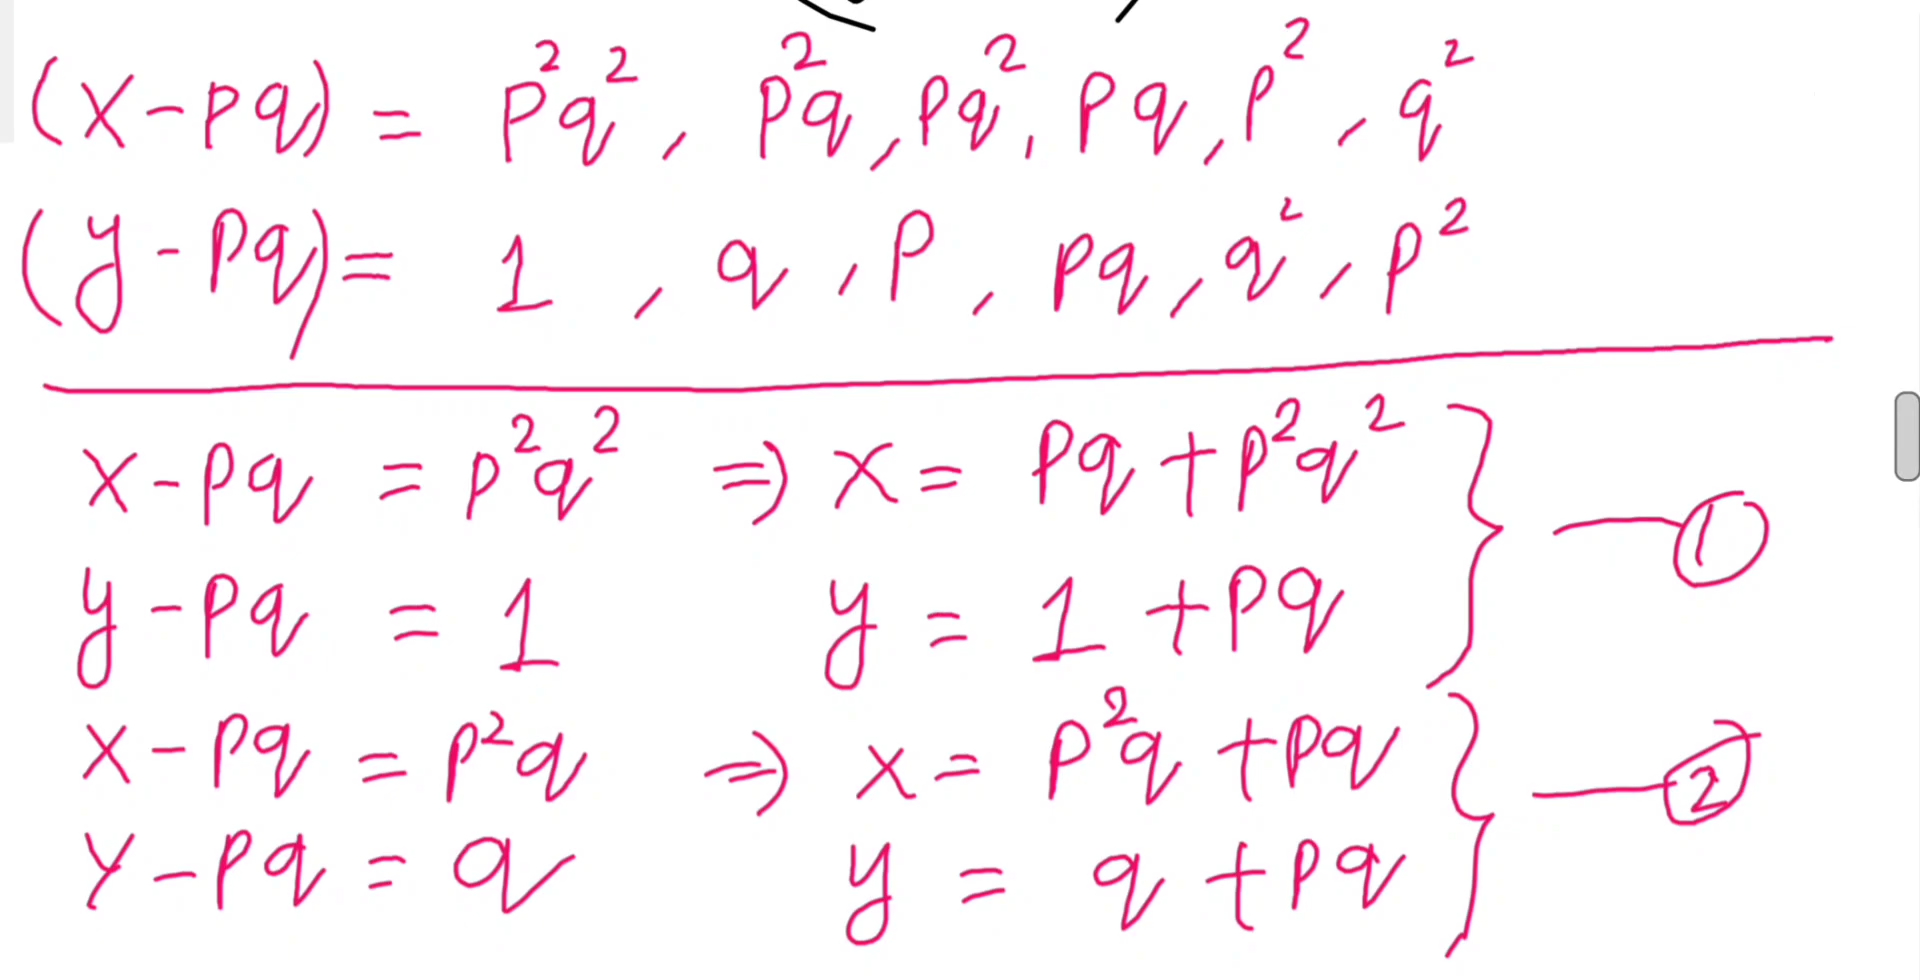 (x-pq) = p²q², p²q, pq², pq, p², q²
(y-pq) = 1, q, p, pq, q², p²
x-pq = p²q² ⇒ x = pq + p²q² } —①
y-pq = 1 y = 1 + pq
x-pq = p²q ⇒ x = p²q + pq } —②
y-pq = q y = q + pq